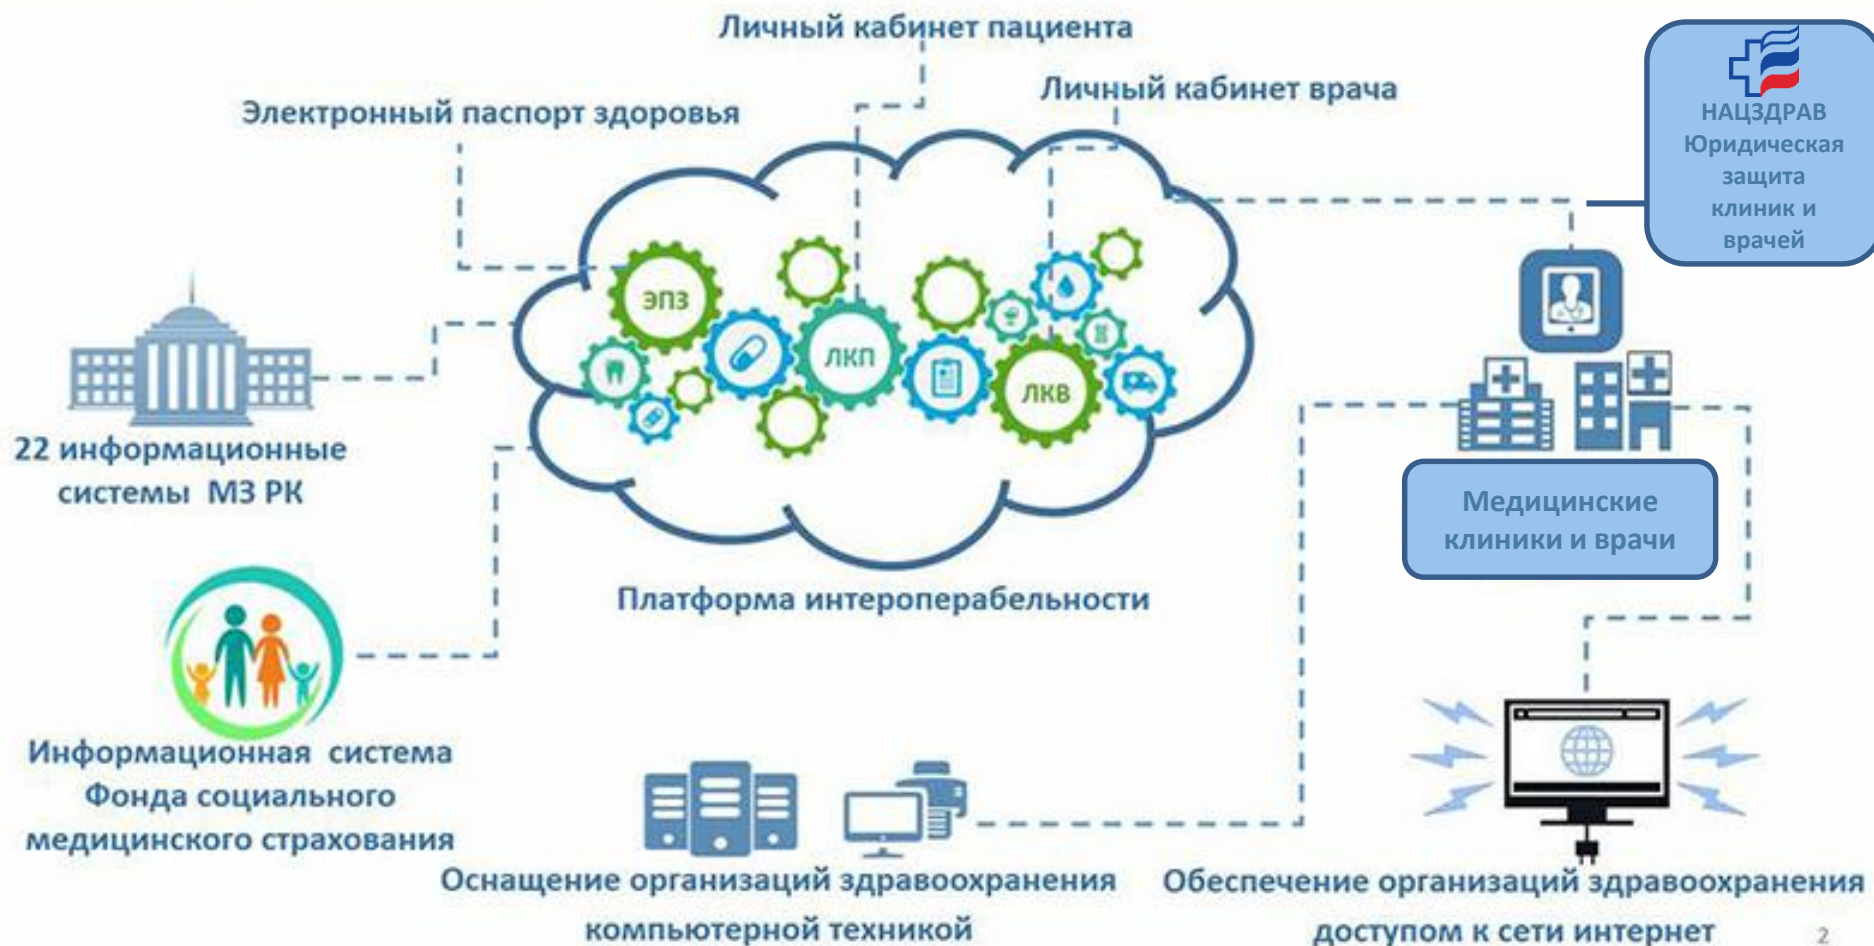 Личный кабинет пациента
Личный кабинет врача
Электронный паспорт здоровья
НАЦЗДРАВ
Юридическая
защита
клиник и
врачей
ЭПЗ
ЛКП
ЛКВ
22 информационные
системы МЗ РК
Медицинские
клиники и врачи
Платформа интероперабельности
Информационная система
Фонда социального
медицинского страхования
Оснащение организаций здравоохранения
компьютерной техникой
Обеспечение организаций здравоохранения
доступом к сети интернет
2